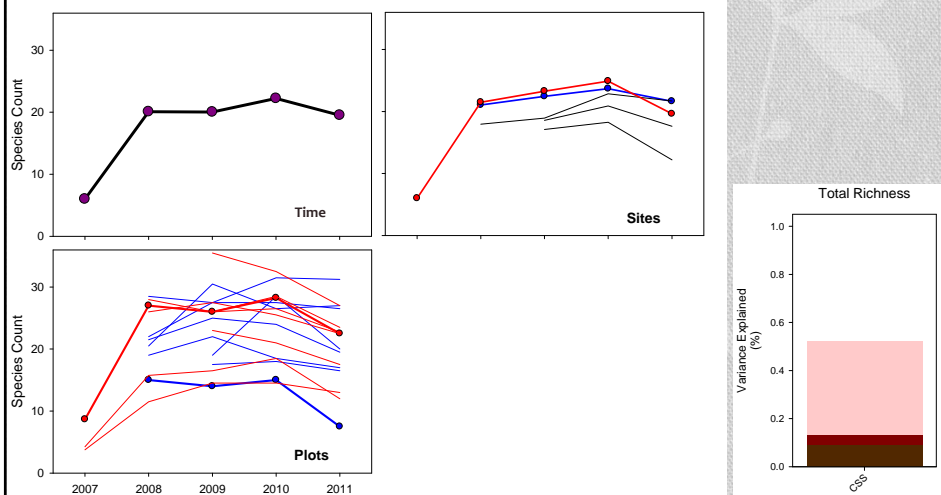 30
20
10
0
Species Count
Time
Sites
30
20
10
0
Species Count
Plots
2007
2008
2009
2010
2011
Total Richness
1.0
0.8
0.6
0.4
0.2
0.0
Variance Explained
(%)
CSS